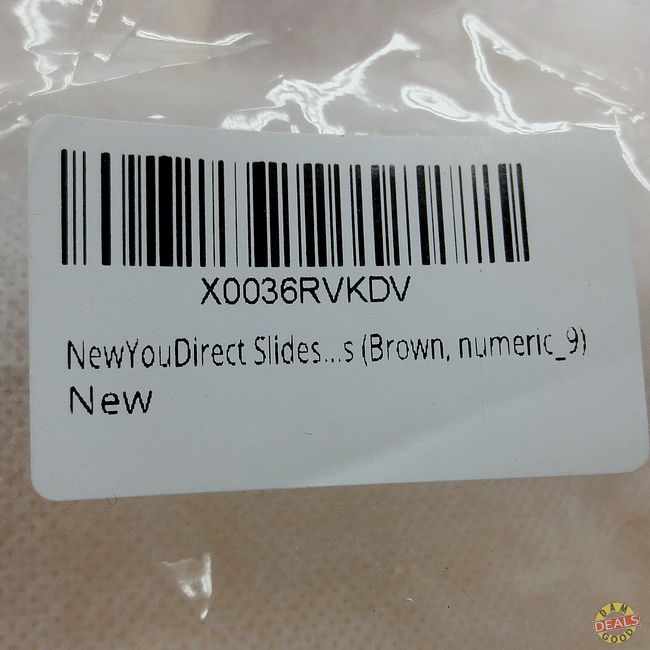 X0036RVKDV
NewYouDirect Slides...s (Brown, numeric_9)
New
DAM
DEALS
GOOD